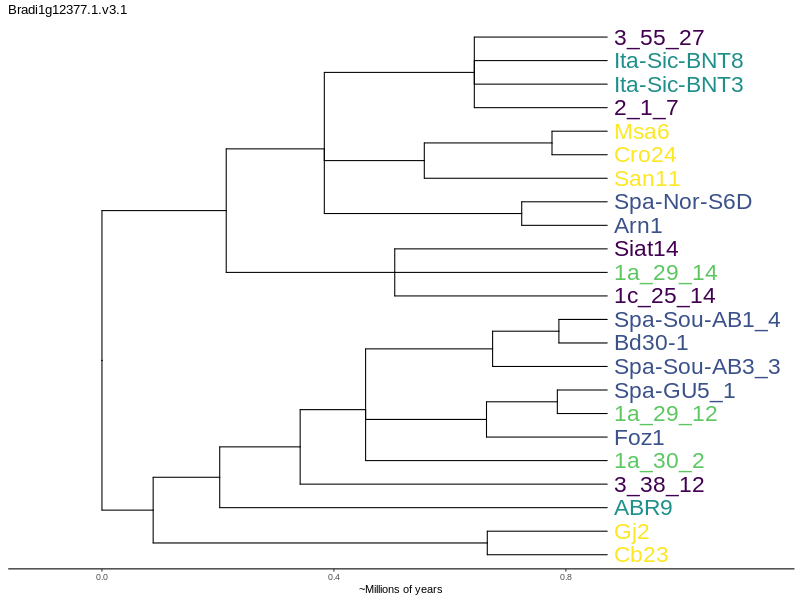 Bradi1g12377.1.v3.1
3_55_27
Ita-Sic-BNT8
Ita-Sic-BNT3
2_1_7
Msa6
Cro24
San11
Spa-Nor-S6D
Arn1
Siat14
1a_29_14
1c_25_14
Spa-Sou-AB1_4
Bd30-1
Spa-Sou-AB3_3
Spa-GU5_1
1a_29_12
Foz1
1a_30_2
3_38_12
ABR9
Gj2
Cb23
0.0 0.4 0.8
~Millions of years